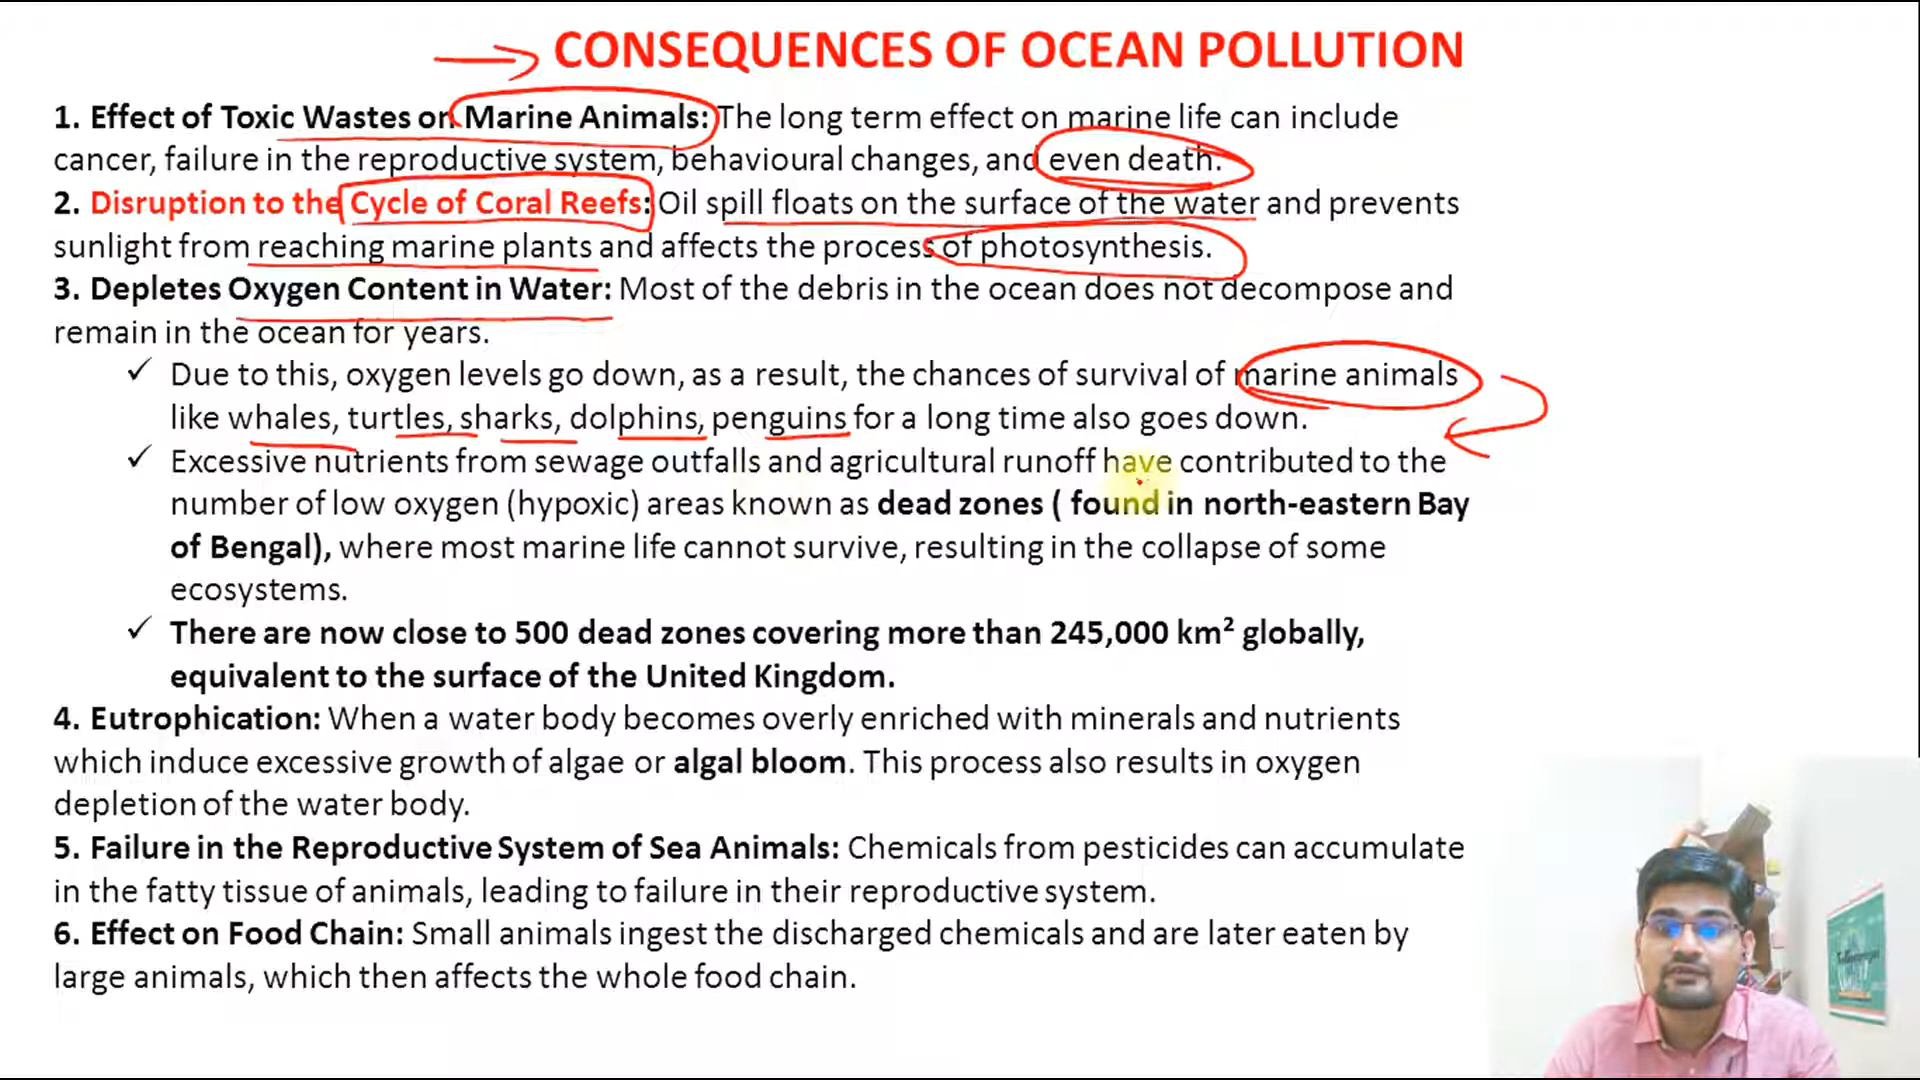 CONSEQUENCES OF OCEAN POLLUTION
1. Effect of Toxic Wastes on Marine Animals: The long term effect on marine life can include
cancer, failure in the reproductive system, behavioural changes, and even death.
2. Disruption to the Cycle of Coral Reefs: Oil spill floats on the surface of the water and prevents
sunlight from reaching marine plants and affects the process of photosynthesis.
3. Depletes Oxygen Content in Water: Most of the debris in the ocean does not decompose and
remain in the ocean for years.
✓ Due to this, oxygen levels go down, as a result, the chances of survival of marine animals
like whales, turtles, sharks, dolphins, penguins for a long time also goes down.
✓ Excessive nutrients from sewage outfalls and agricultural runoff have contributed to the
number of low oxygen (hypoxic) areas known as dead zones ( found in north-eastern Bay
of Bengal), where most marine life cannot survive, resulting in the collapse of some
ecosystems.
✓ There are now close to 500 dead zones covering more than 245,000 km² globally,
equivalent to the surface of the United Kingdom.
4. Eutrophication: When a water body becomes overly enriched with minerals and nutrients
which induce excessive growth of algae or algal bloom. This process also results in oxygen
depletion of the water body.
5. Failure in the Reproductive System of Sea Animals: Chemicals from pesticides can accumulate
in the fatty tissue of animals, leading to failure in their reproductive system.
6. Effect on Food Chain: Small animals ingest the discharged chemicals and are later eaten by
large animals, which then affects the whole food chain.